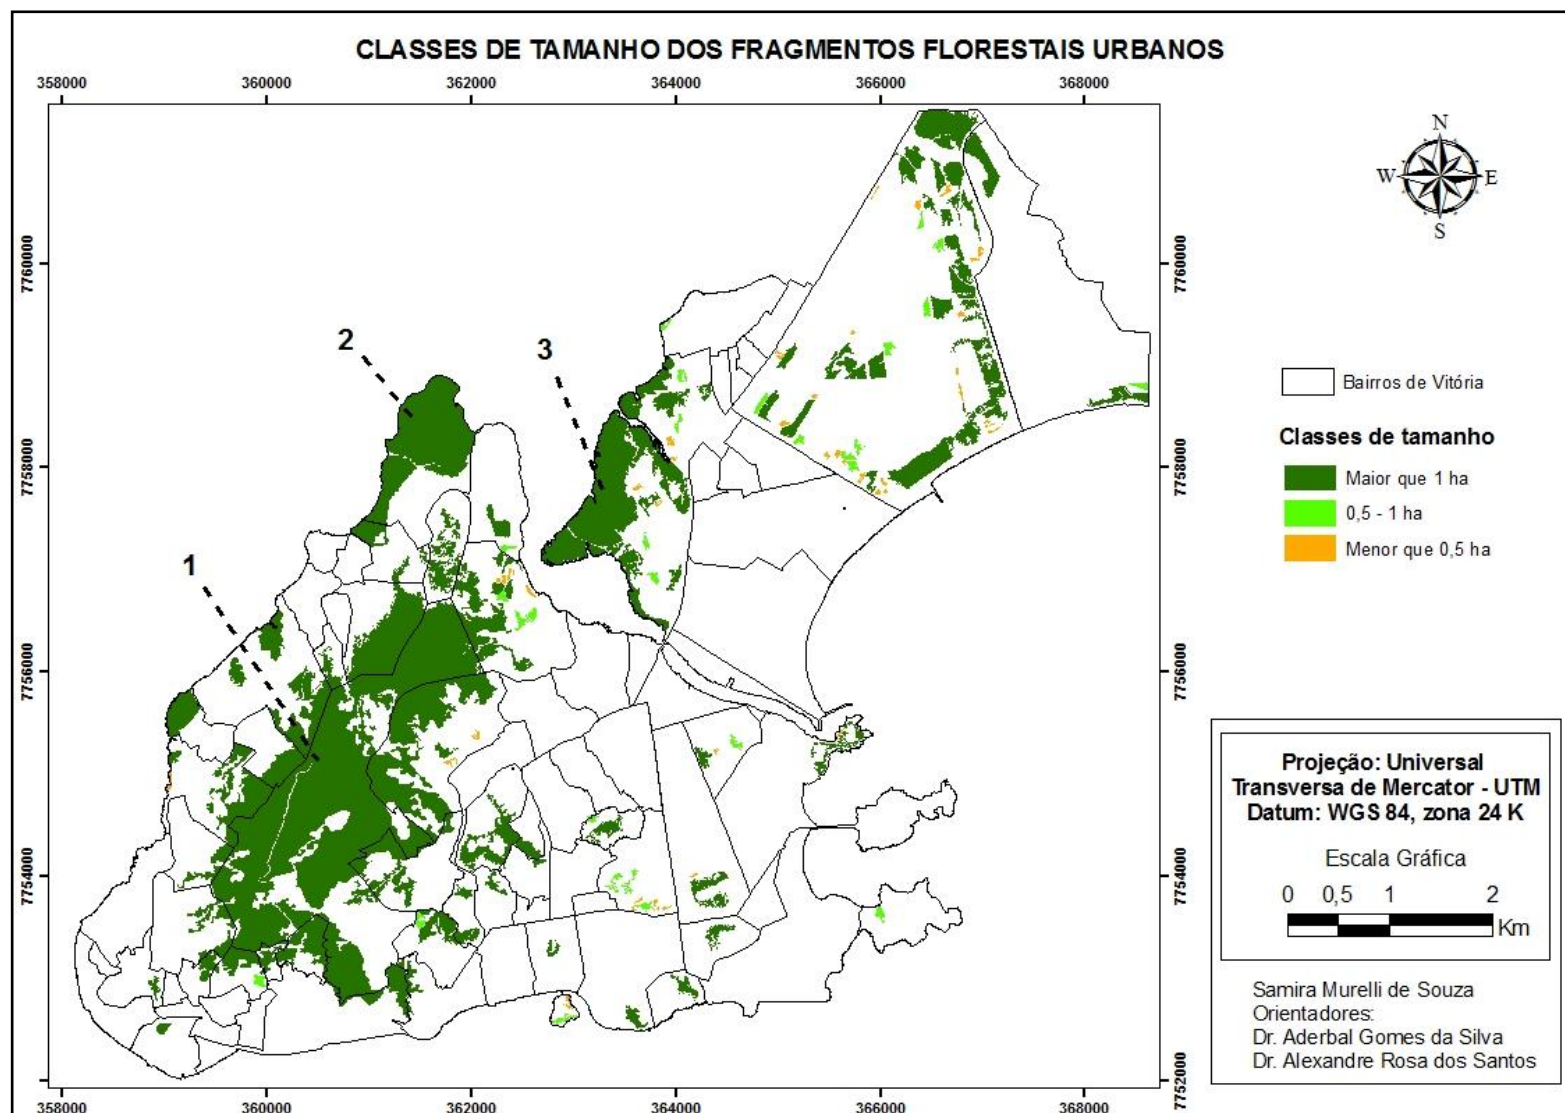 CLASSES DE TAMANHO DOS FRAGMENTOS FLORESTAIS URBANOS
358000 360000 362000 364000 366000 368000
N
W E
S
7760000 7760000
2
3
Bairros de Vitória
Classes de tamanho
7758000 7758000
Maior que 1 ha
0,5 - 1 ha
Menor que 0,5 ha
1
7756000 7756000
Projeção: Universal
Transversa de Mercator - UTM
Datum: WGS 84, zona 24 K
Escala Gráfica
7754000 7754000
0 0,5 1 2
Km
Samira Murelli de Souza
Orientadores:
Dr. Aderbal Gomes da Silva
Dr. Alexandre Rosa dos Santos
7752000
358000 360000 362000 364000 366000 368000